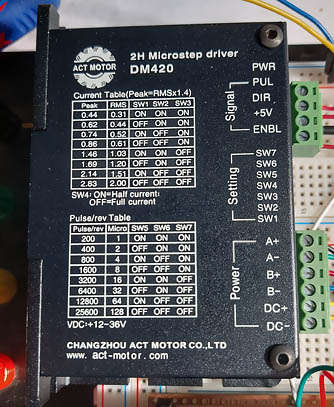 ACT MOTOR
2H Microstep driver
DM420
Current Table(Peak=RMSx1.4)
Peak RMS SW1 SW2 SW3
0.44 0.31 ON ON ON
0.62 0.44 OFF ON ON
0.74 0.52 ON OFF ON
0.86 0.61 OFF OFF ON
1.46 1.03 ON ON OFF
1.69 1.20 OFF ON OFF
2.14 1.51 ON OFF OFF
2.83 2.00 OFF OFF OFF
SW4: ON=Half current;
OFF=Full current;
Pulse/rev Table
Pulse/rev Micro SW5 SW6 SW7
200 1 ON ON ON
400 2 OFF ON ON
800 4 ON OFF ON
1600 8 OFF OFF ON
3200 16 ON ON OFF
6400 32 OFF ON OFF
12800 64 ON OFF OFF
25600 128 OFF OFF OFF
VDC:+12~36V
CHANGZHOU ACT MOTOR CO.,LTD
www. act-motor. com
Signal
PWR
PUL
DIR
+5V
ENBL
Setting
SW7
SW6
SW5
SW4
SW3
SW2
SW1
Power
A+
A-
B+
B-
DC+
DC-